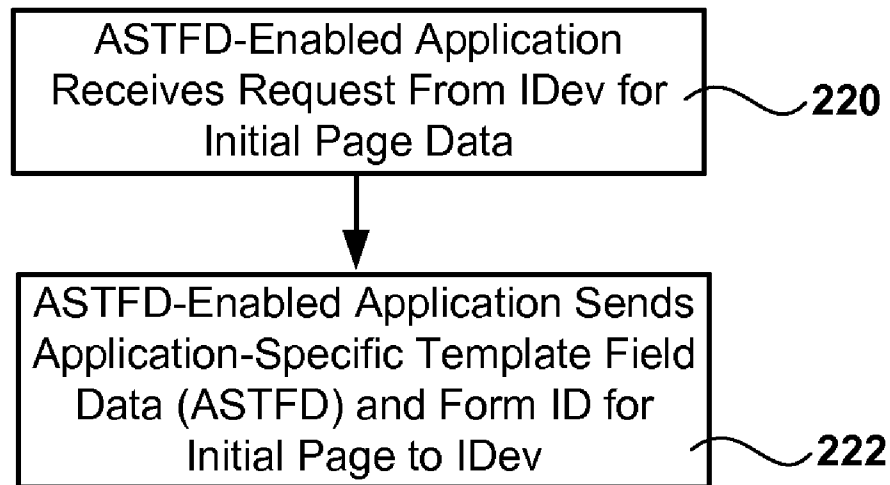 ASTFD-Enabled Application
Receives Request From IDev for
Initial Page Data
220
ASTFD-Enabled Application Sends
Application-Specific Template Field
Data (ASTFD) and Form ID for
Initial Page to IDev
222